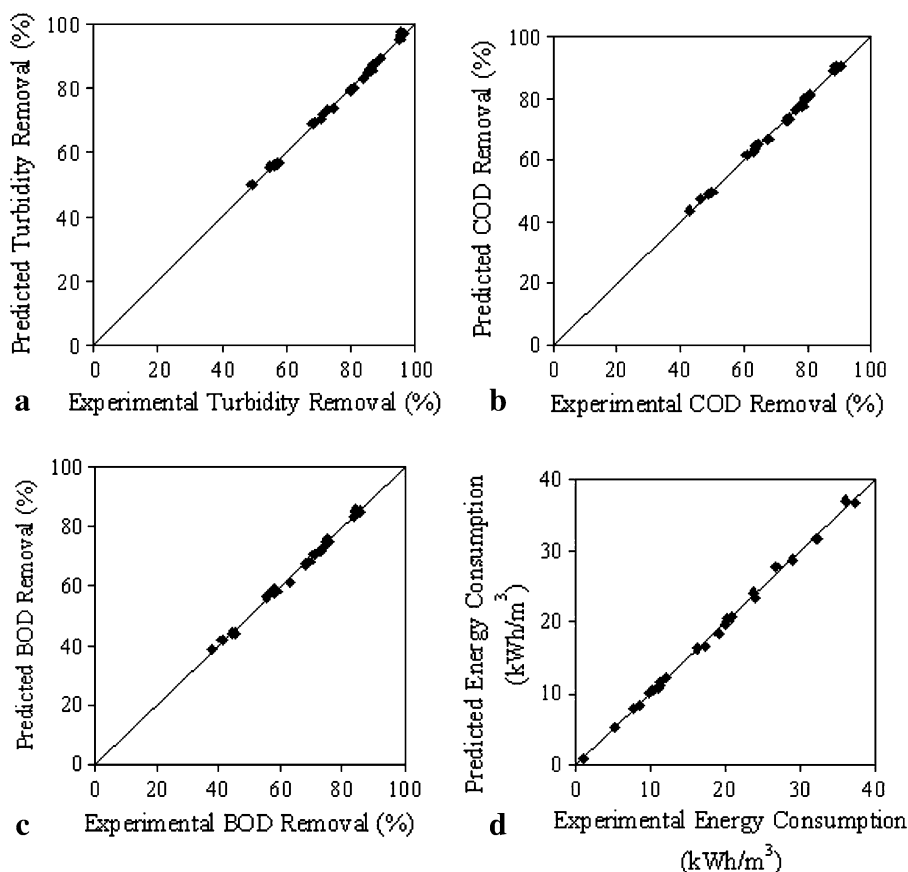 100
80
60
40
20
0
Predicted Turbidity Removal (%)
0 20 40 60 80 100
a Experimental Turbidity Removal (%)
100
80
60
40
20
0
Predicted COD Removal (%)
0 20 40 60 80 100
b Experimental COD Removal (%)
100
80
60
40
20
0
Predicted BOD Removal (%)
0 20 40 60 80 100
c Experimental BOD Removal (%)
40
30
20
10
0
Predicted Energy Consumption
(kWh/m³)
0 10 20 30 40
d Experimental Energy Consumption
(kWh/m³)